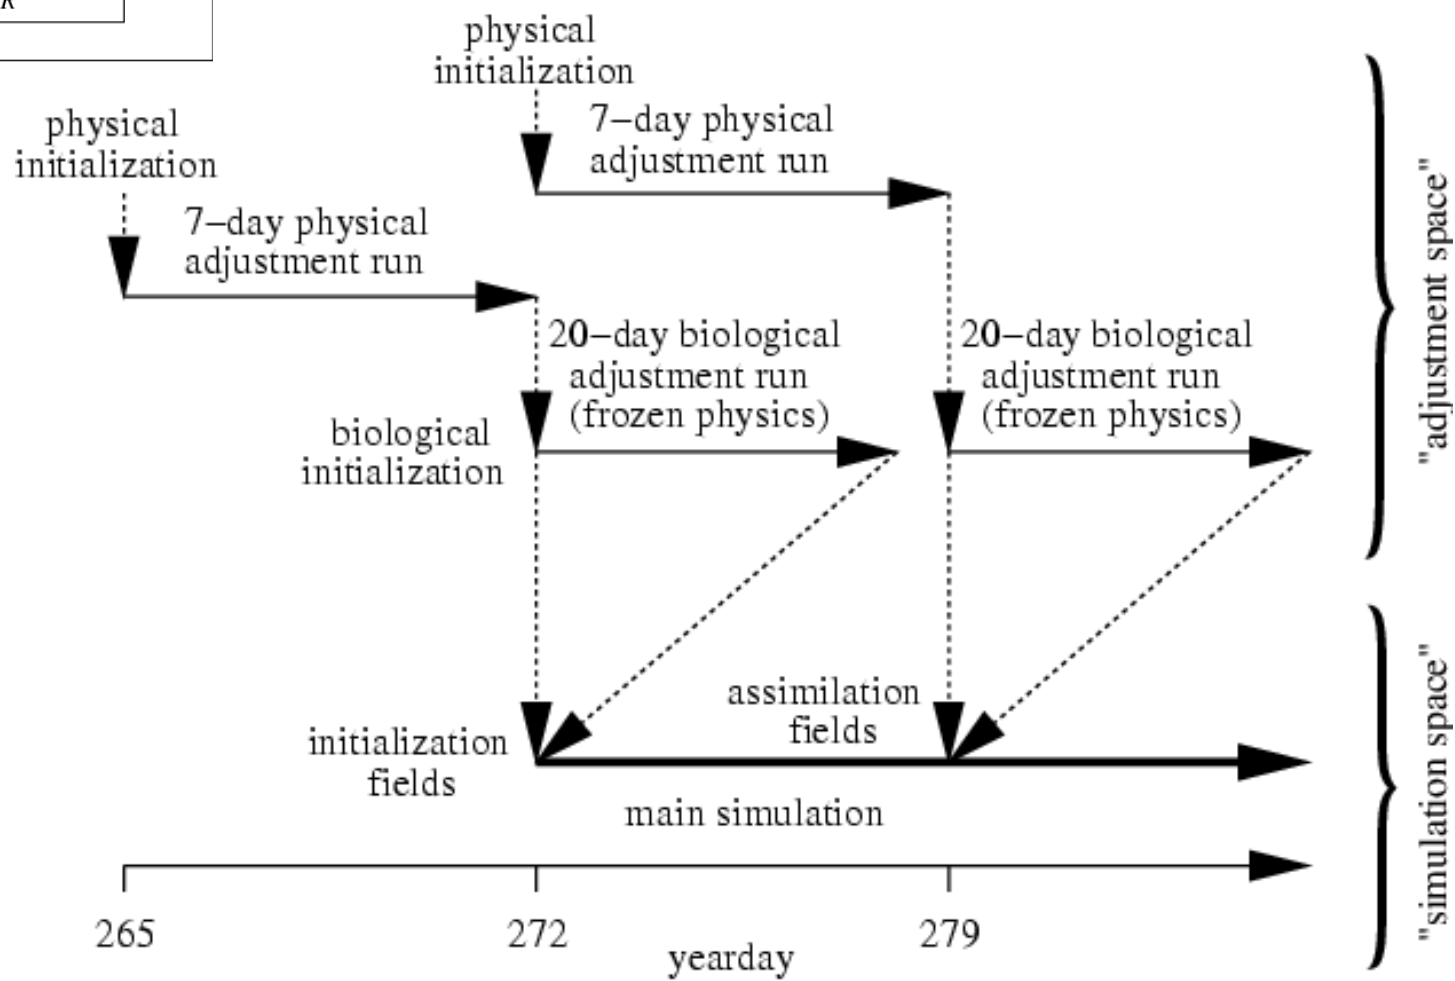 R
physical
initialization
7–day physical
adjustment run
physical
initialization
7–day physical
adjustment run
20–day biological
adjustment run
(frozen physics)
20–day biological
adjustment run
(frozen physics)
biological
initialization
"adjustment space"
assimilation
fields
initialization
fields
main simulation
"simulation space"
265
272
279
yearday